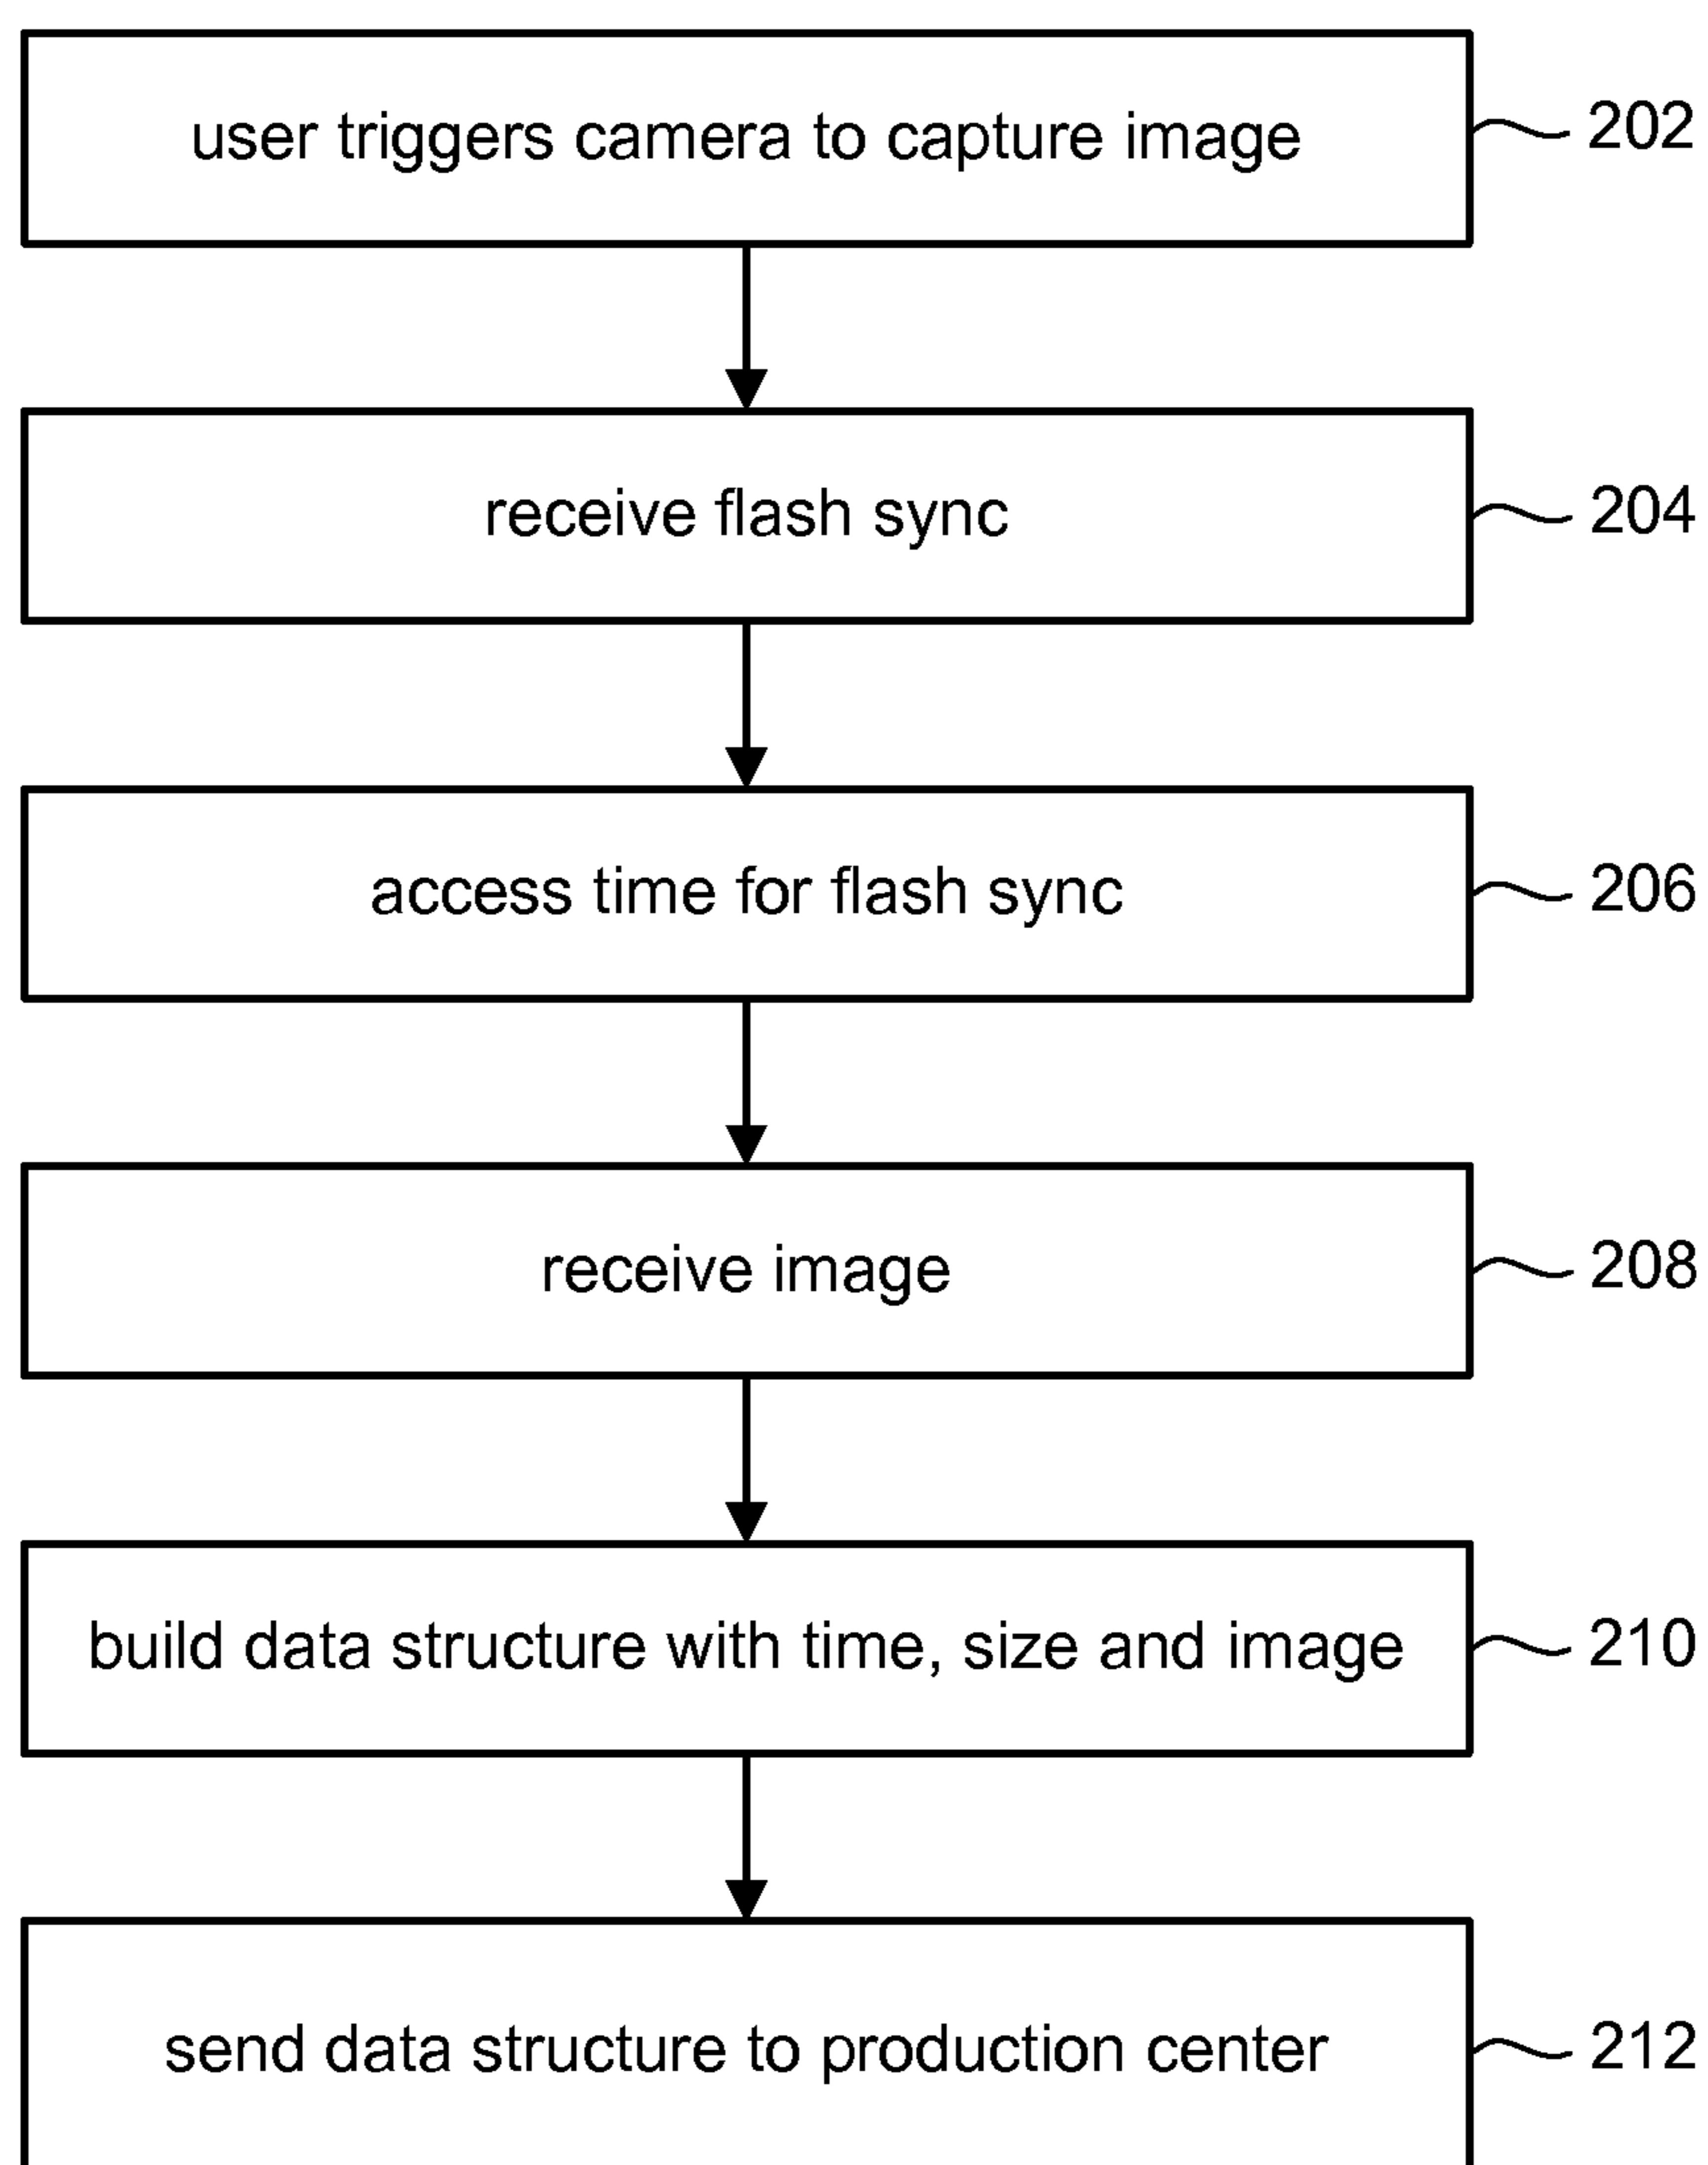 user triggers camera to capture image 202
receive flash sync 204
access time for flash sync 206
receive image 208
build data structure with time, size and image 210
send data structure to production center 212